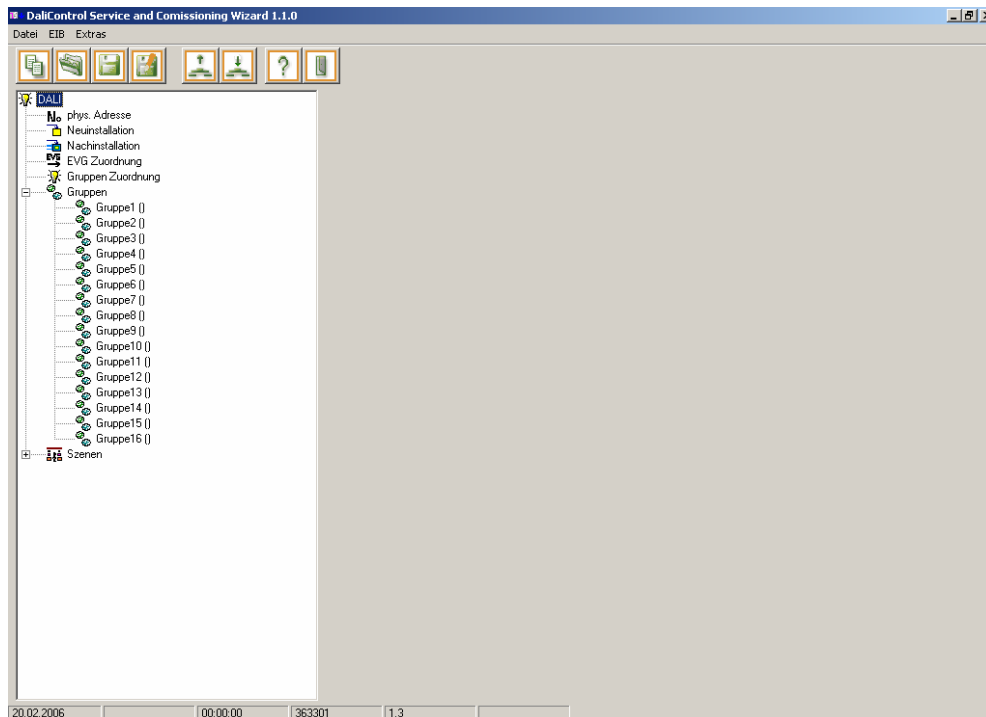 DaliControl Service and Comissioning Wizard 1.1.0
Datei EIB Extras
DALI
No phys. Adresse
Neuinstallation
Nachinstallation
EVG EVG Zuordnung
Gruppen Zuordnung
Gruppen
Gruppe1 ()
Gruppe2 ()
Gruppe3 ()
Gruppe4 ()
Gruppe5 ()
Gruppe6 ()
Gruppe7 ()
Gruppe8 ()
Gruppe9 ()
Gruppe10 ()
Gruppe11 ()
Gruppe12 ()
Gruppe13 ()
Gruppe14 ()
Gruppe15 ()
Gruppe16 ()
Szenen
20.02.2006 00:00:00 363301 1.3